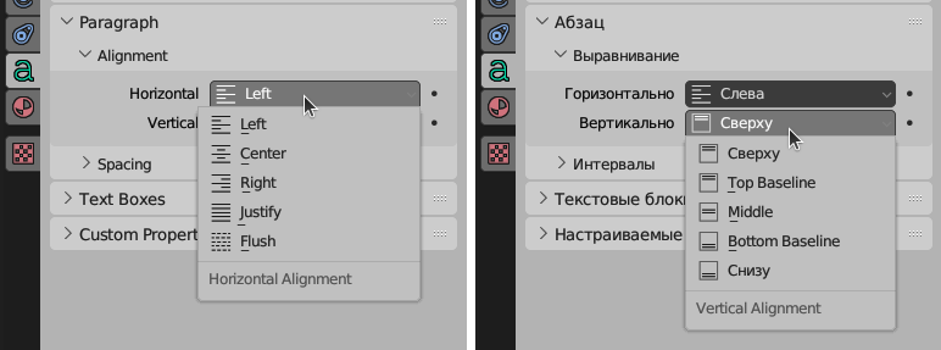 Paragraph
Alignment
Horizontal Left
Vertical
Left
Center
Right
Justify
Flush
Horizontal Alignment
Spacing
Text Boxes
Custom Propert
Абзац
Выравнивание
Горизонтально Слева
Вертикально Сверху
Сверху
Top Baseline
Middle
Bottom Baseline
Снизу
Vertical Alignment
Интервалы
Текстовые блок
Настраиваемые